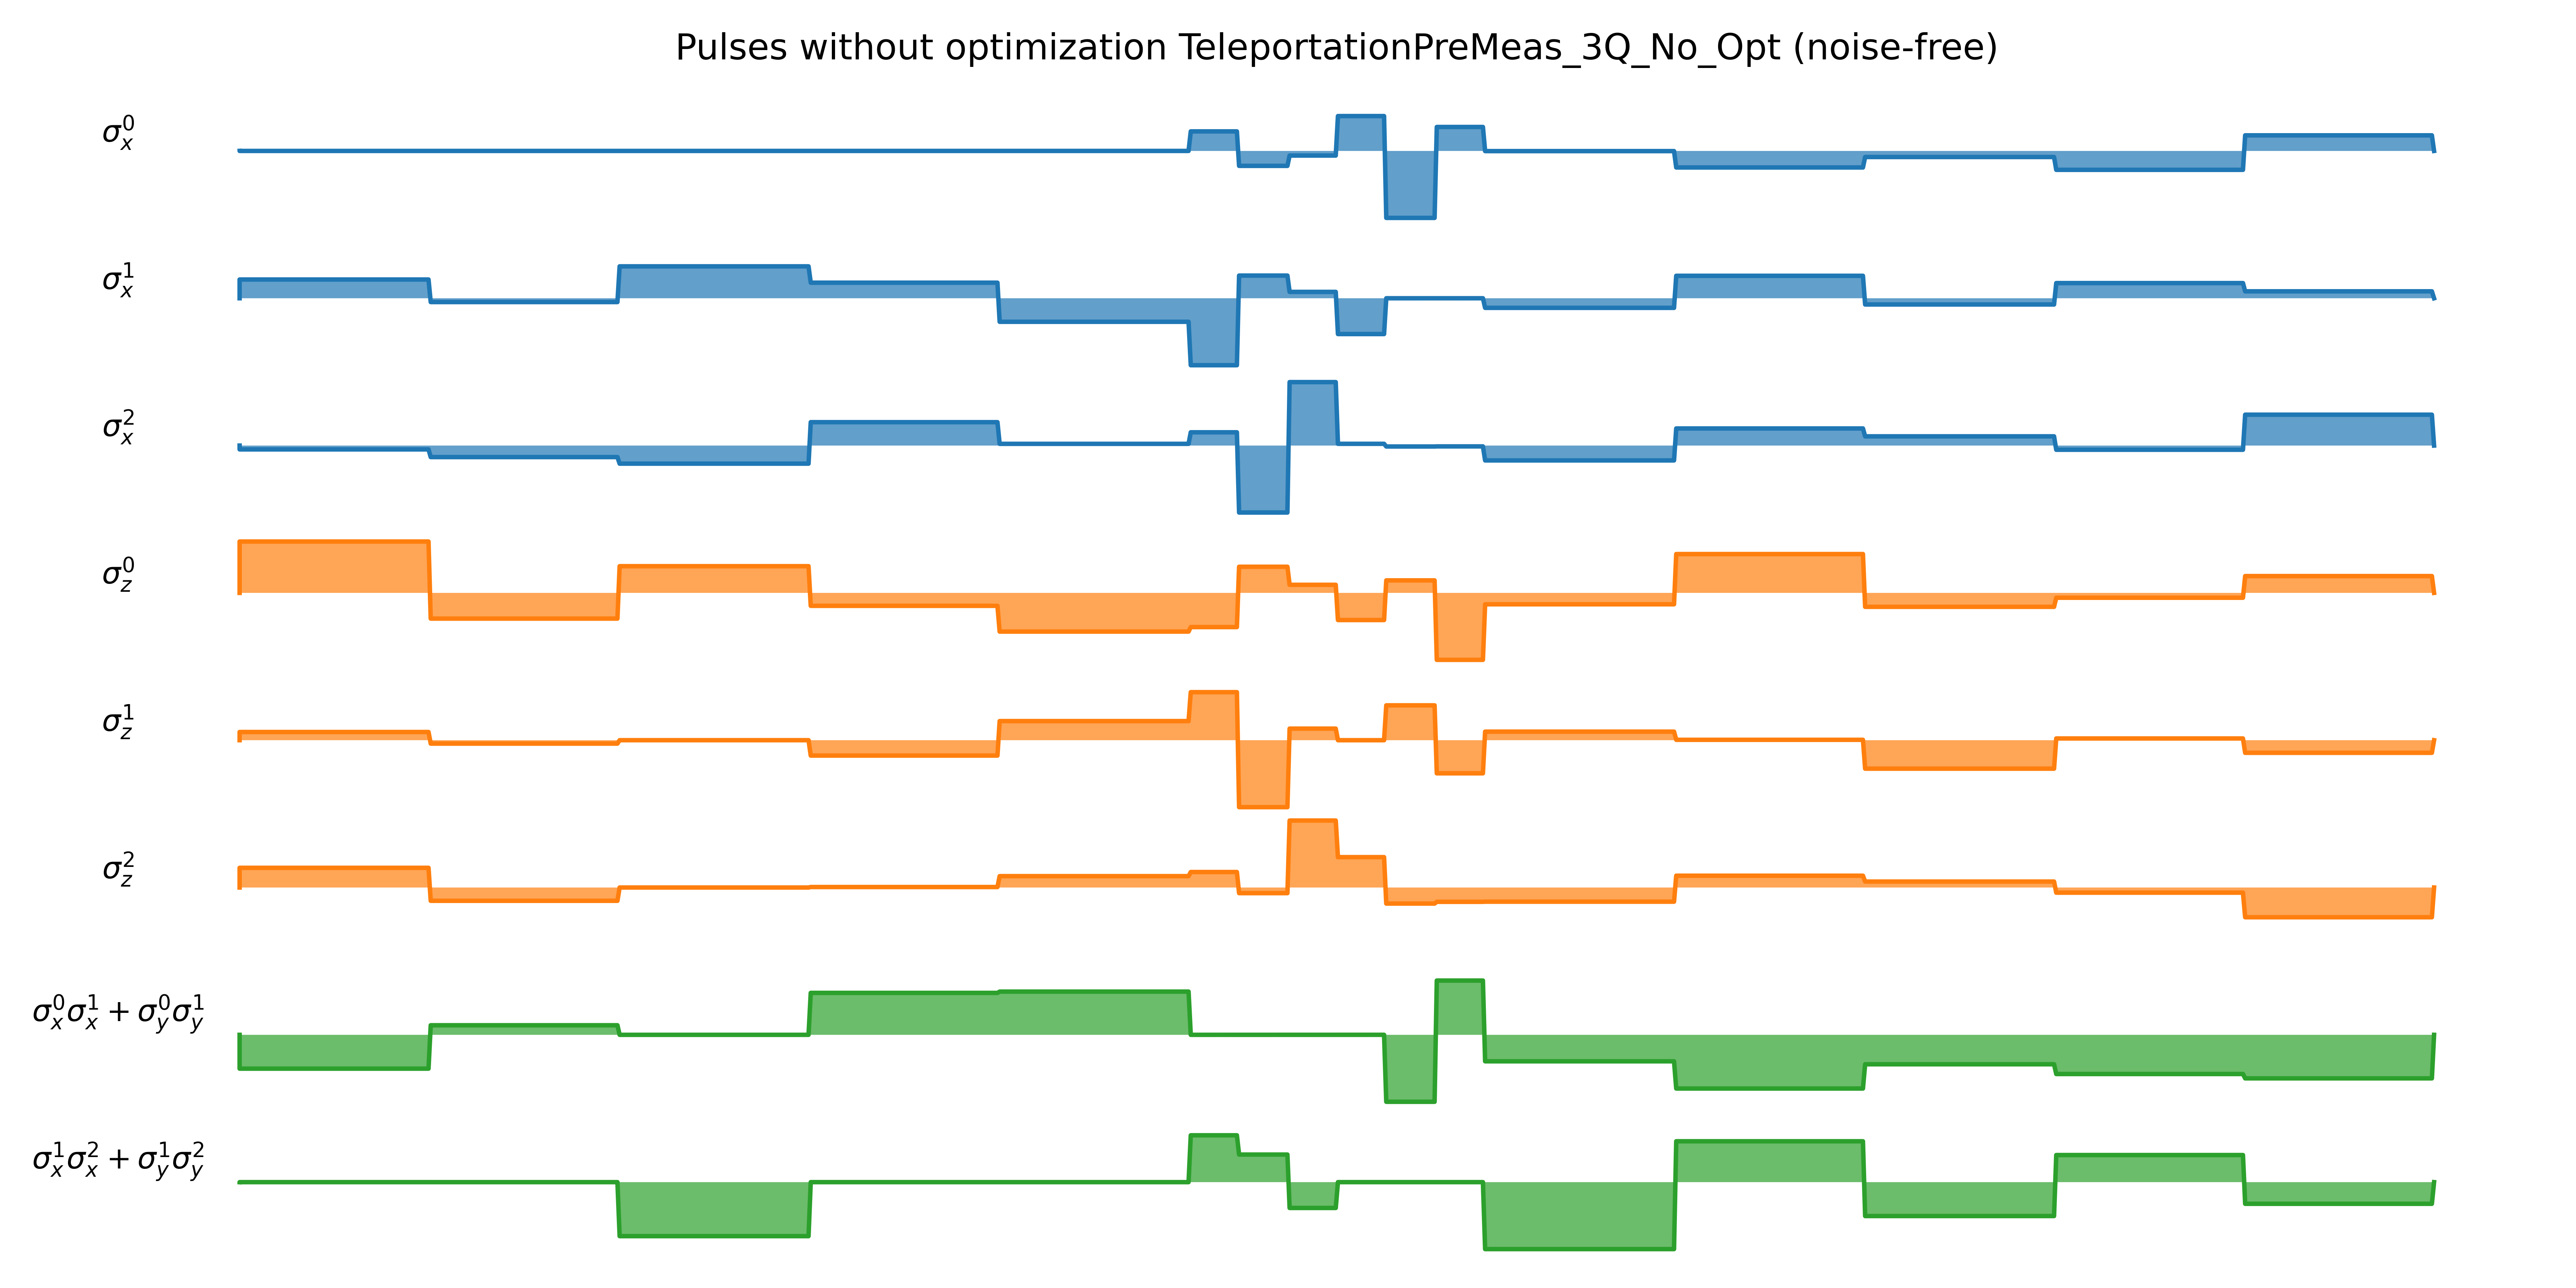 Pulses without optimization TeleportationPreMeas_3Q_No_Opt (noise-free)
σ_x^0
σ_x^1
σ_x^2
σ_z^0
σ_z^1
σ_z^2
σ_x^0σ_x^1 + σ_y^0σ_y^1
σ_x^1σ_x^2 + σ_y^1σ_y^2